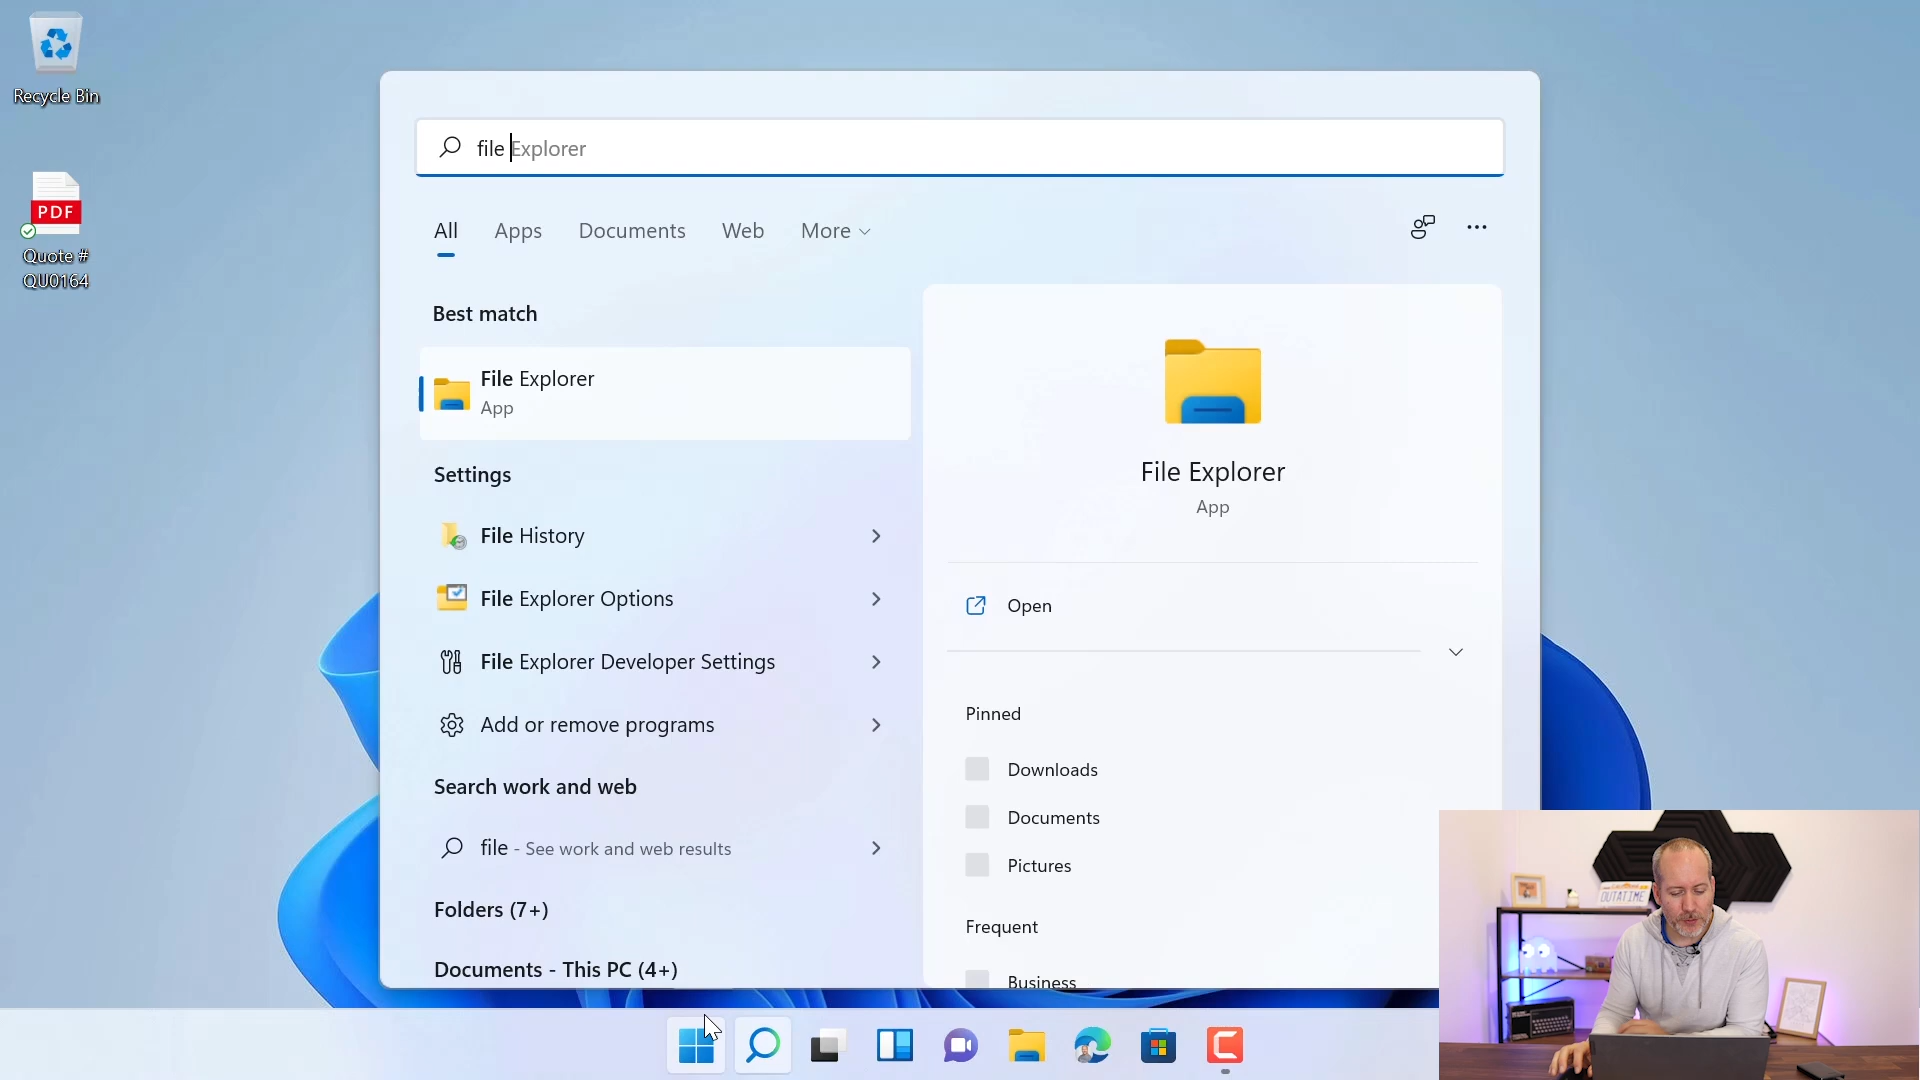 Recycle Bin
PDF
Quote #
QU0164
file Explorer
All
Apps
Documents
Web
More
Best match
File Explorer
App
Settings
File History
File Explorer Options
File Explorer Developer Settings
Add or remove programs
Search work and web
file - See work and web results
Folders (7+)
Documents - This PC (4+)
File Explorer
App
Open
Pinned
Downloads
Documents
Pictures
Frequent
Business
OUTATIME